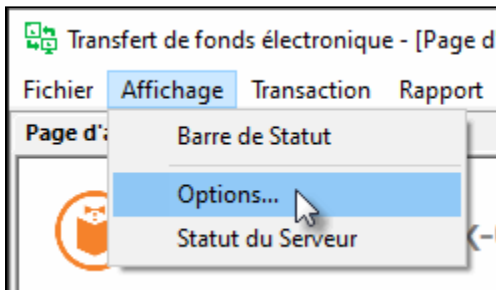 Transfert de fonds électronique - [Page d
Fichier Affichage Transaction Rapport
Page d'
Barre de Statut
Options...
Statut du Serveur